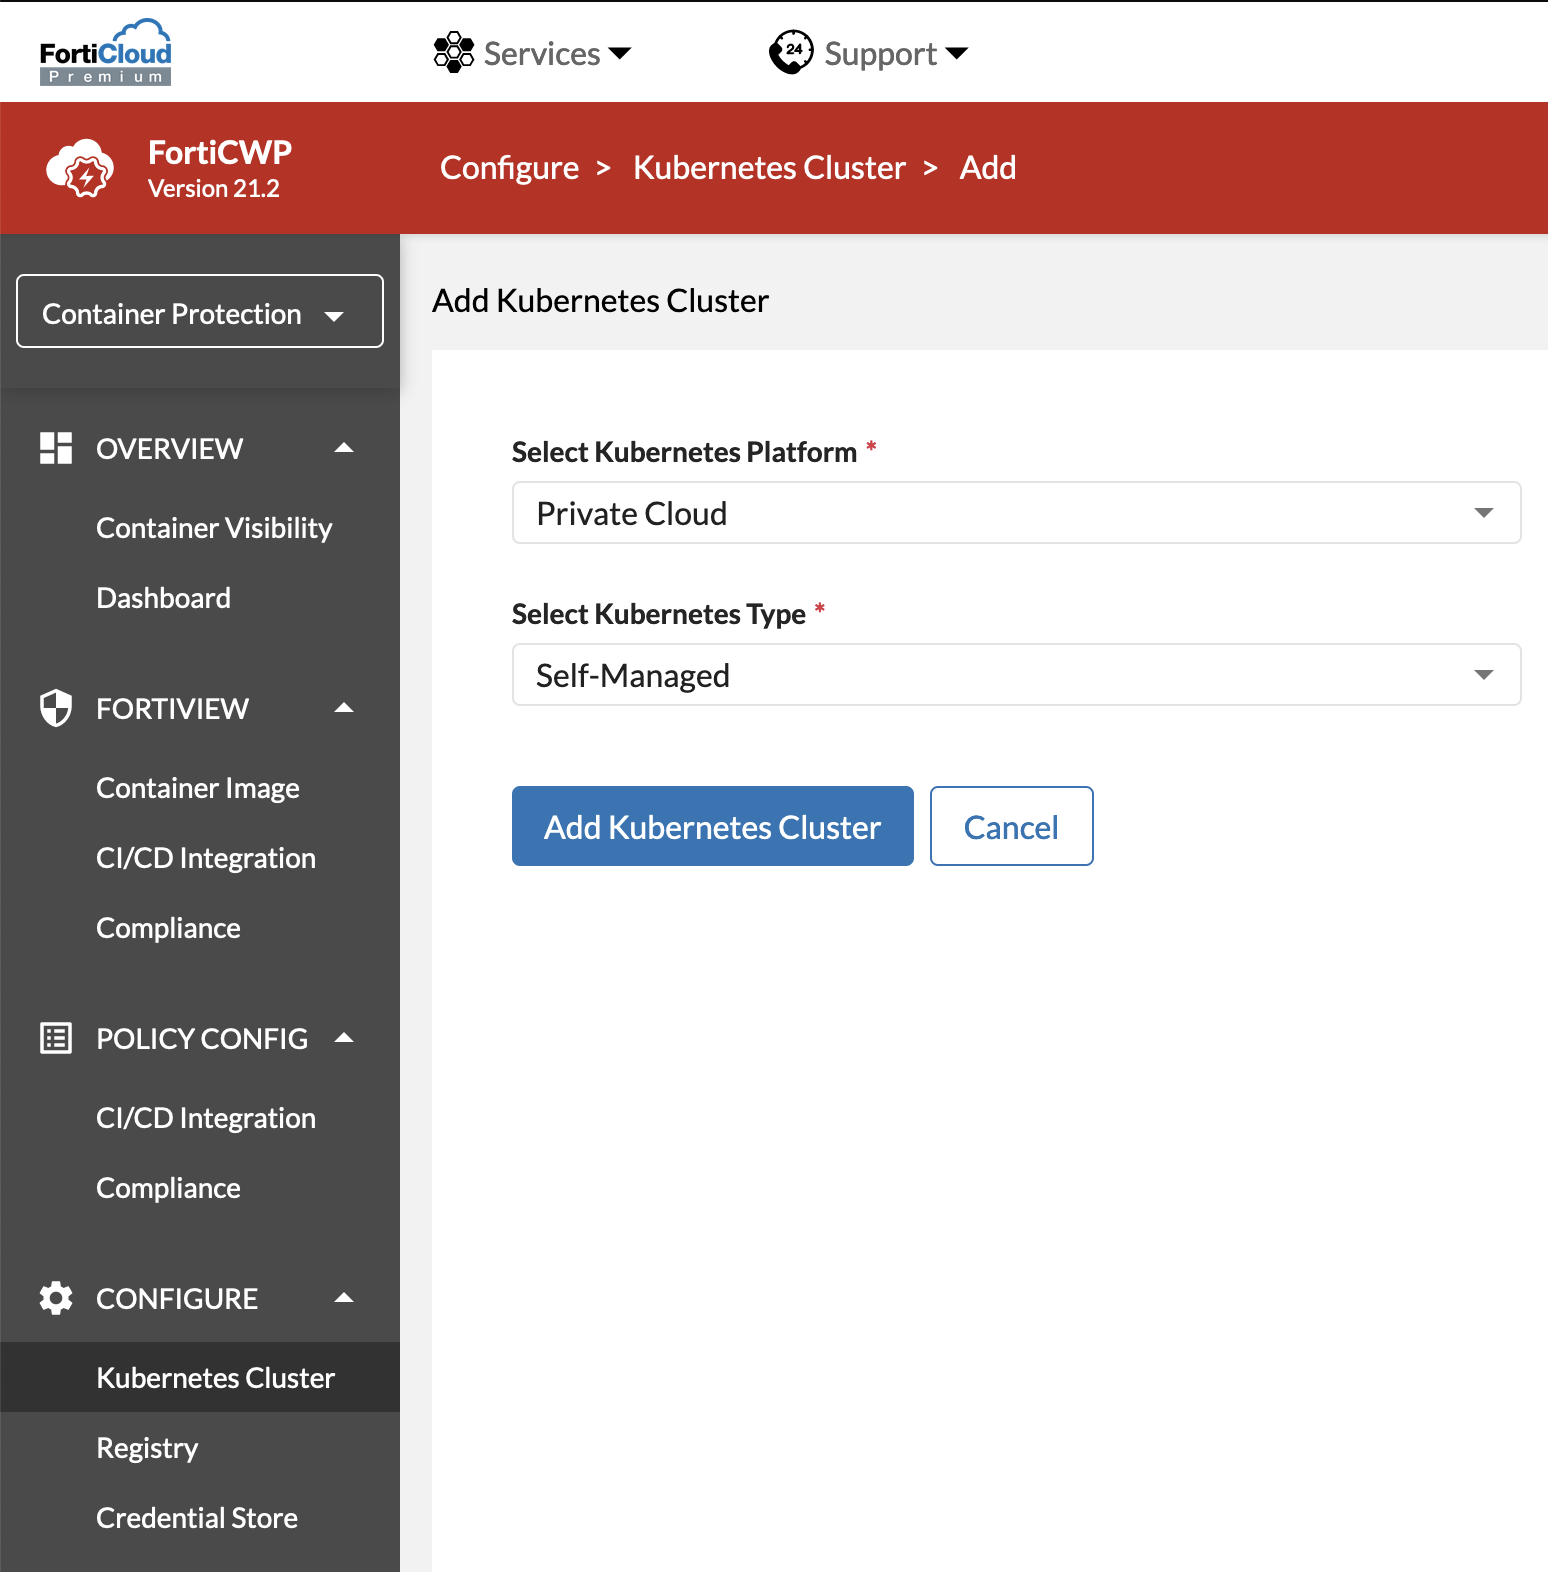 FortiCloud
Premium
Services
24
Support
FortiCWP
Version 21.2
Configure > Kubernetes Cluster > Add
Container Protection
OVERVIEW
Container Visibility
Dashboard
FORTIVIEW
Container Image
CI/CD Integration
Compliance
POLICY CONFIG
CI/CD Integration
Compliance
CONFIGURE
Kubernetes Cluster
Registry
Credential Store
Add Kubernetes Cluster
Select Kubernetes Platform *
Private Cloud
Select Kubernetes Type *
Self-Managed
Add Kubernetes Cluster
Cancel